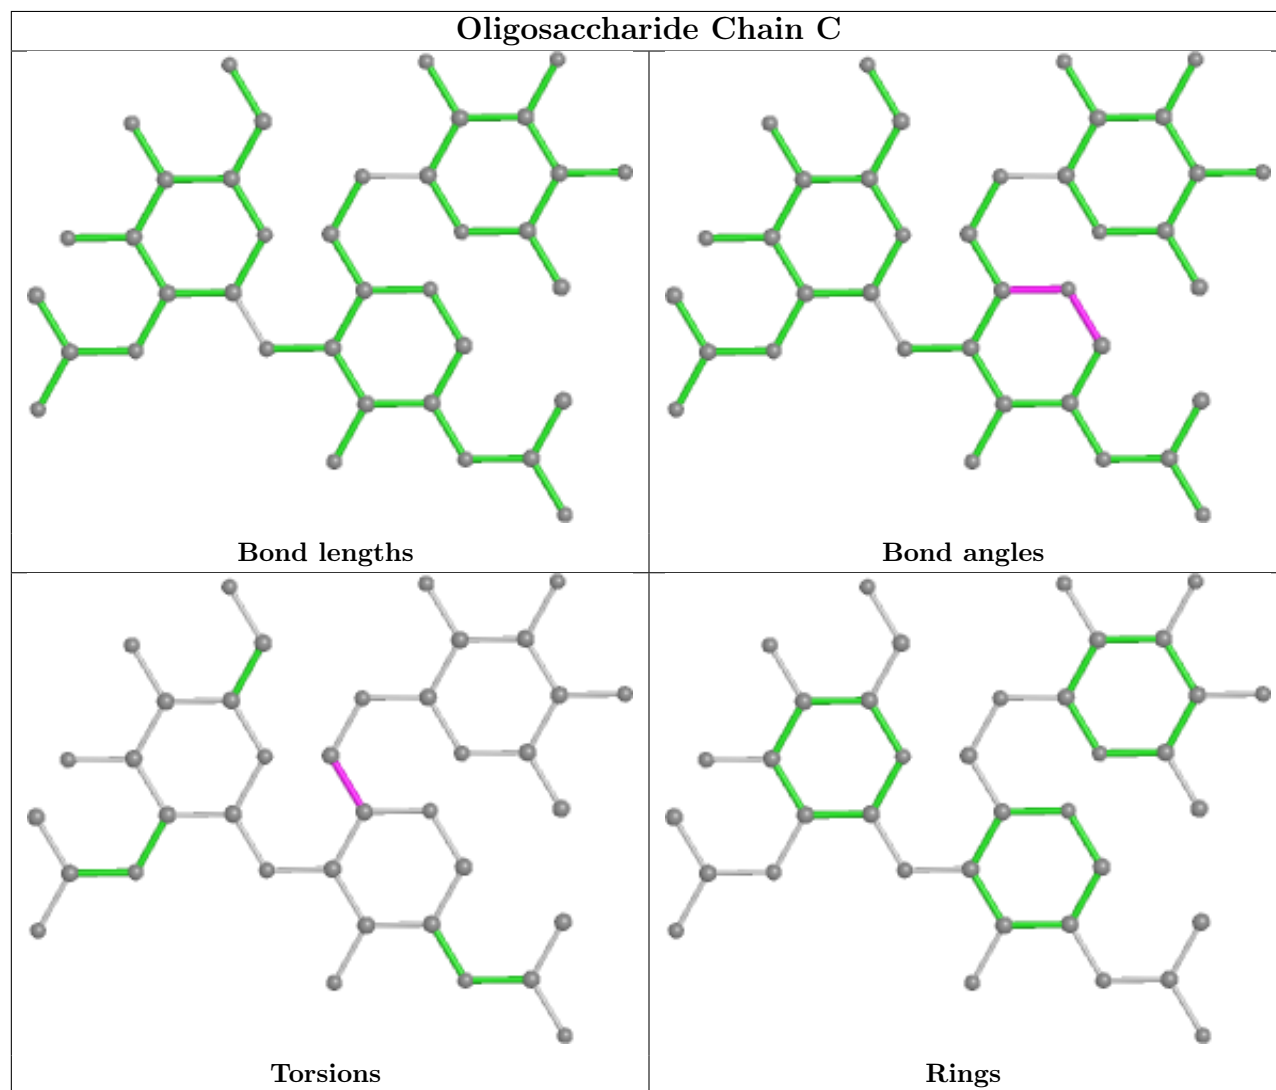 Oligosaccharide Chain C
Bond lengths
Bond angles
Torsions
Rings